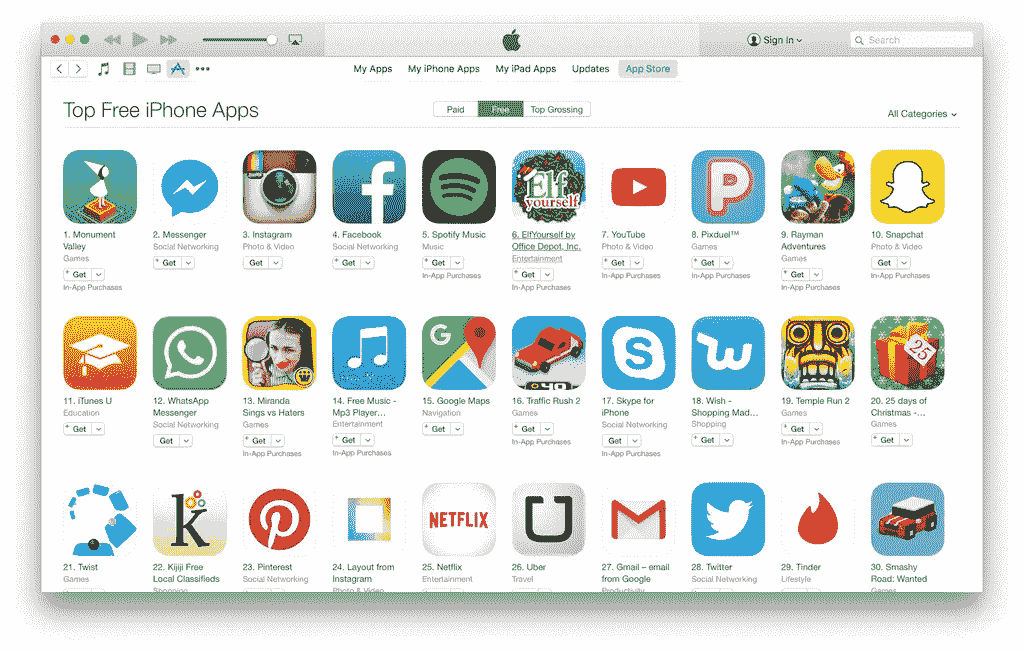 Sign In
Search
My Apps My iPhone Apps My iPad Apps Updates App Store
Top Free iPhone Apps
Paid Free Top Grossing
All Categories
Elf
yourself
1. Monument
Valley
Games
+ Get
In-App Purchases
2. Messenger
Social Networking
+ Get
3. Instagram
Photo & Video
Get
4. Facebook
Social Networking
+ Get
5. Spotify Music
Music
+ Get
In-App Purchases
6. ElfYourself by
Office Depot, Inc.
Entertainment
+ Get
In-App Purchases
7. YouTube
Photo & Video
+ Get
In-App Purchases
8. Pixduel™
Games
+ Get
In-App Purchases
9. Rayman
Adventures
Games
+ Get
In-App Purchases
10. Snapchat
Photo & Video
Get
In-App Purchases
G
40
25
11. iTunes U
Education
+ Get
12. WhatsApp
Messenger
Social Networking
Get
13. Miranda
Sings vs Haters
Games
+ Get
In-App Purchases
14. Free Music -
Mp3 Player...
Entertainment
+ Get
In-App Purchases
15. Google Maps
Navigation
+ Get
16. Traffic Rush 2
Games
+ Get
In-App Purchases
17. Skype for
iPhone
Social Networking
Get
In-App Purchases
18. Wish -
Shopping Mad...
Shopping
+ Get
19. Temple Run 2
Games
+ Get
In-App Purchases
20. 25 days of
Christmas -...
Games
+ Get
k
NETFLIX
21. Twist
Games
22. Kijiji Free
Local Classifieds
Shopping
23. Pinterest
Social Networking
24. Layout from
Instagram
Photo & Video
25. Netflix
Entertainment
26. Uber
Travel
27. Gmail – email
from Google
Productivity
28. Twitter
Social Networking
29. Tinder
Lifestyle
30. Smashy
Road: Wanted
Games